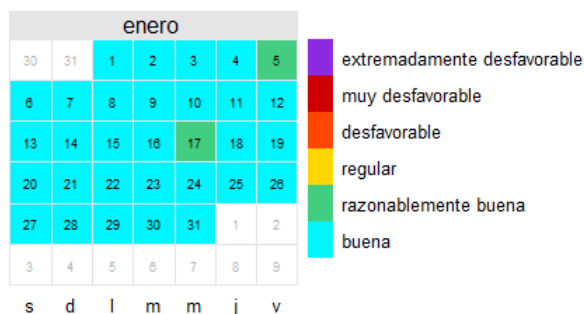 enero
30 31 1 2 3 4 5
6 7 8 9 10 11 12
13 14 15 16 17 18 19
20 21 22 23 24 25 26
27 28 29 30 31 1 2
3 4 5 6 7 8 9
s d l m m j v
extremadamente desfavorable
muy desfavorable
desfavorable
regular
razonablemente buena
buena